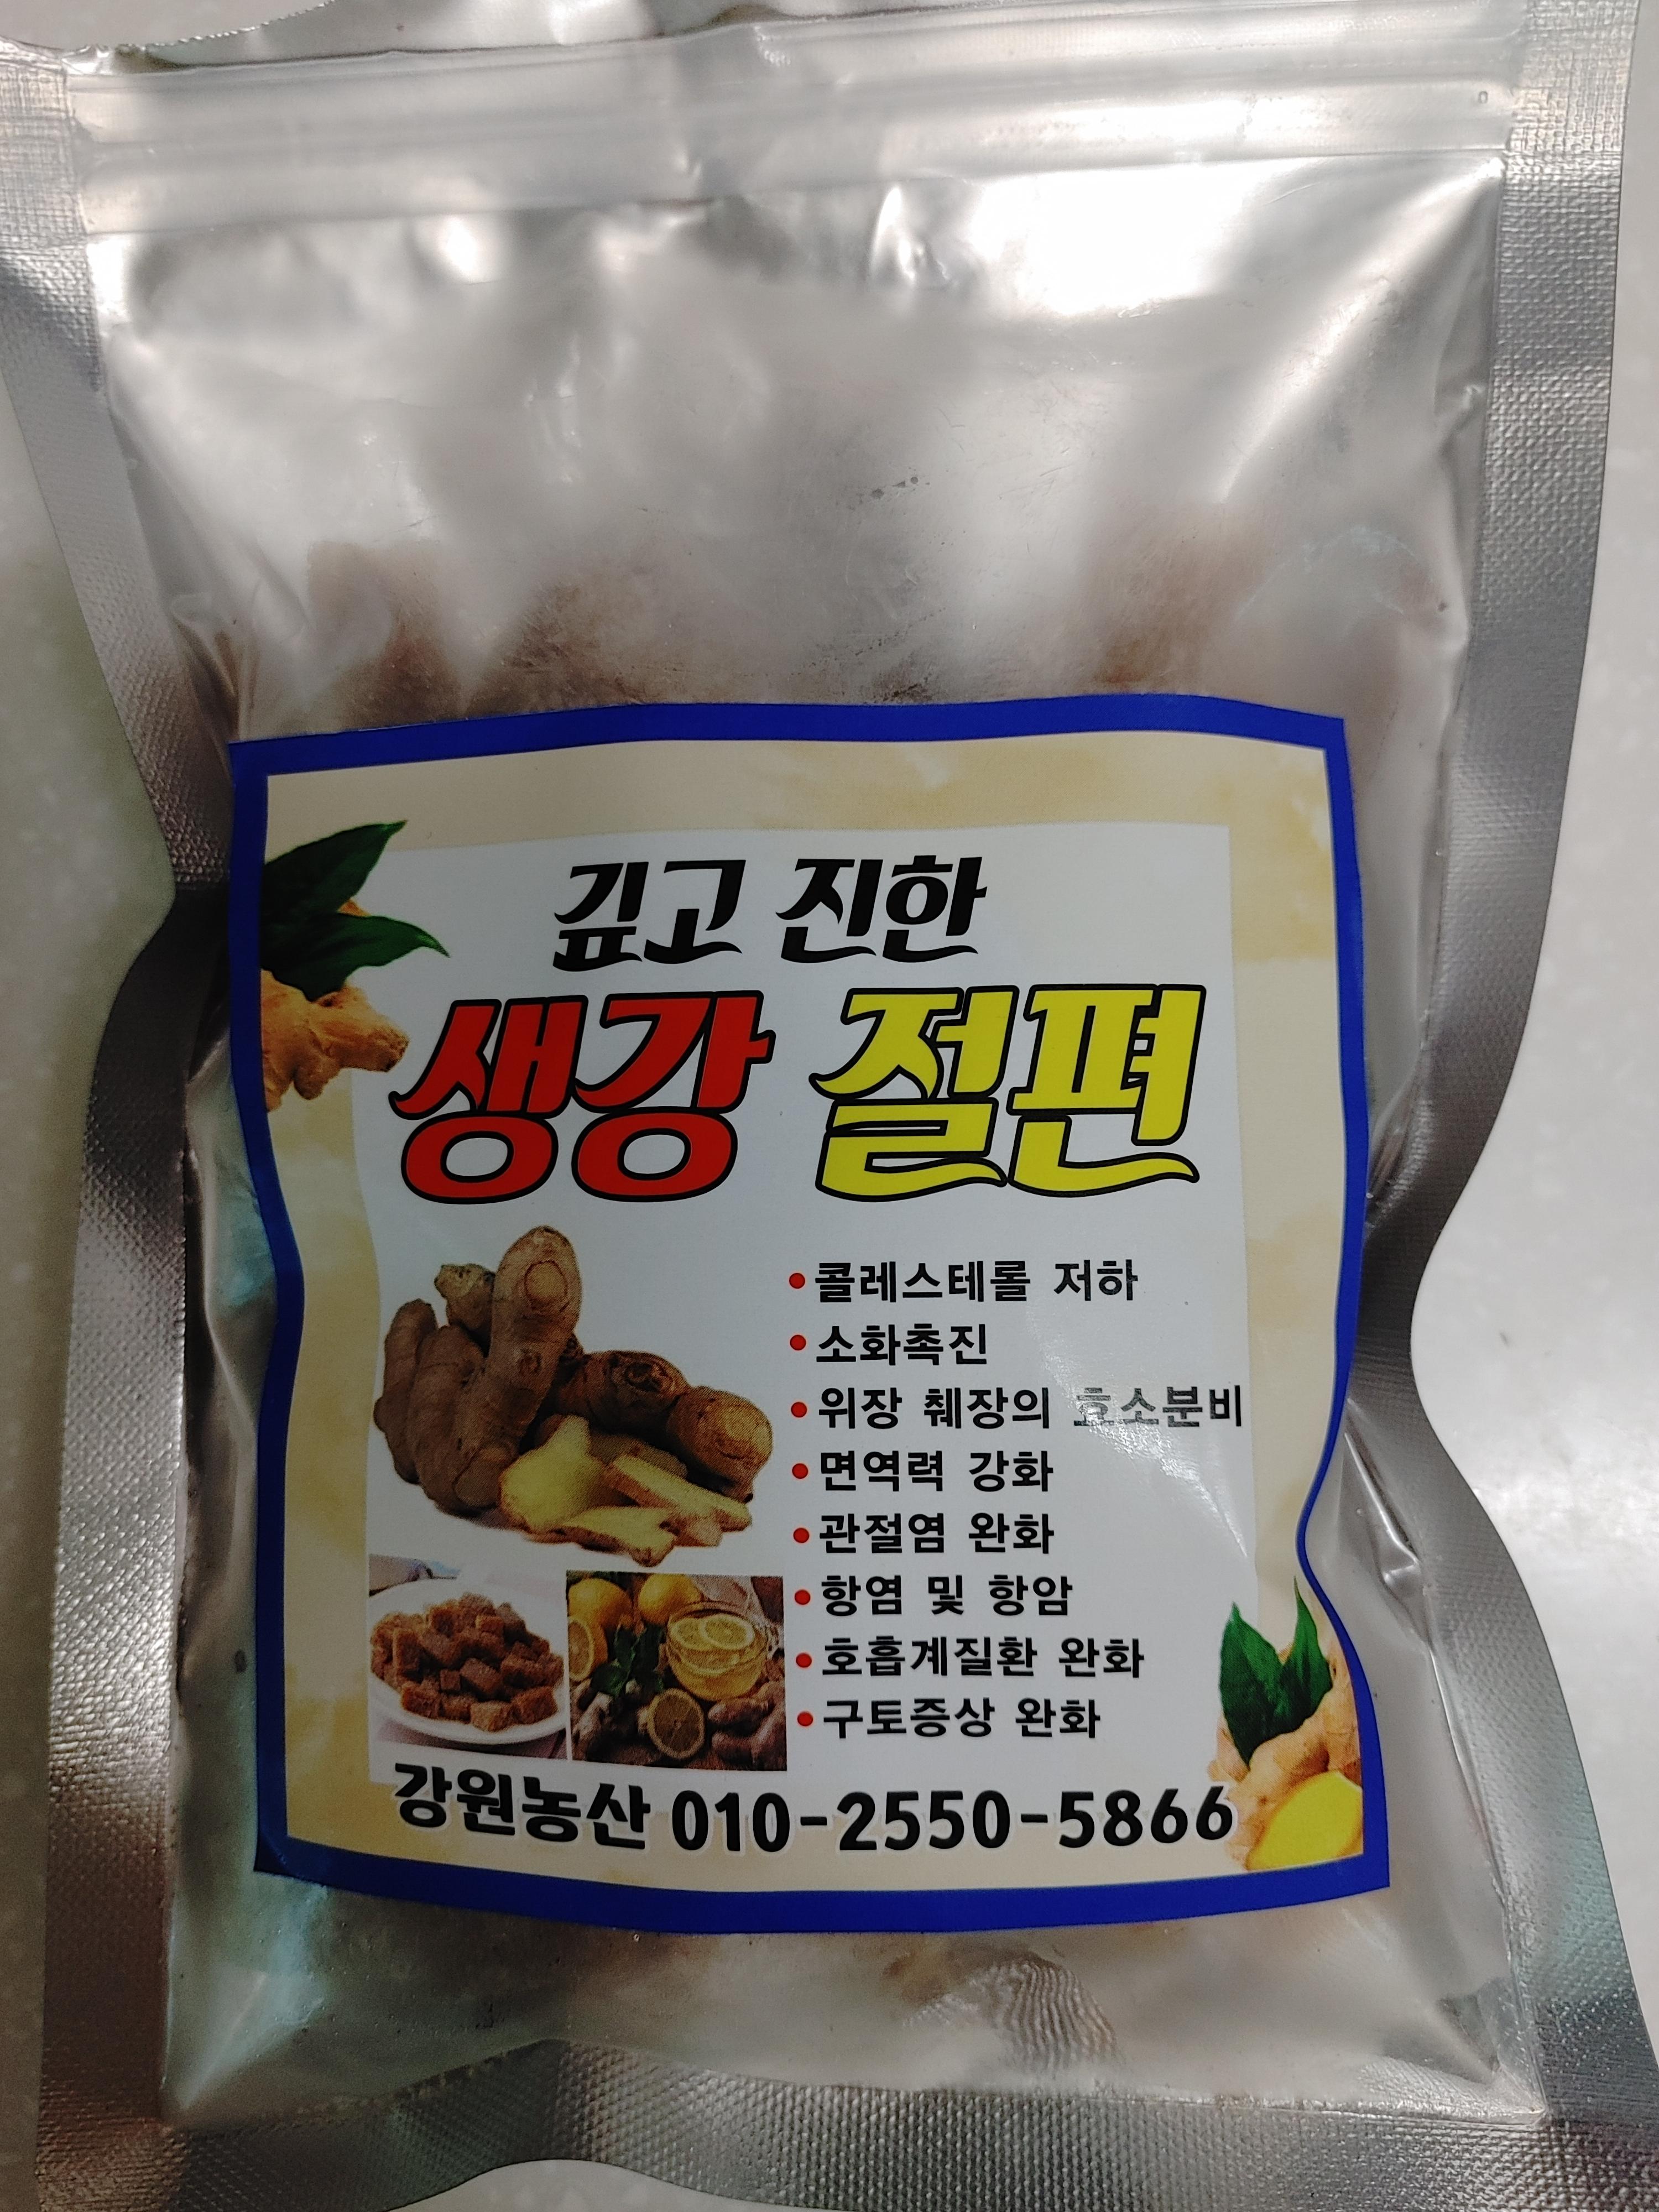 깊고 진한
생강 절편
•콜레스테롤 저하
•소화촉진
•위장 췌장의 효소분비
•면역력 강화
•관절염 완화
•항염 및 항암
•호흡계질환 완화
•구토증상 완화
강원농산 010-2550-5866